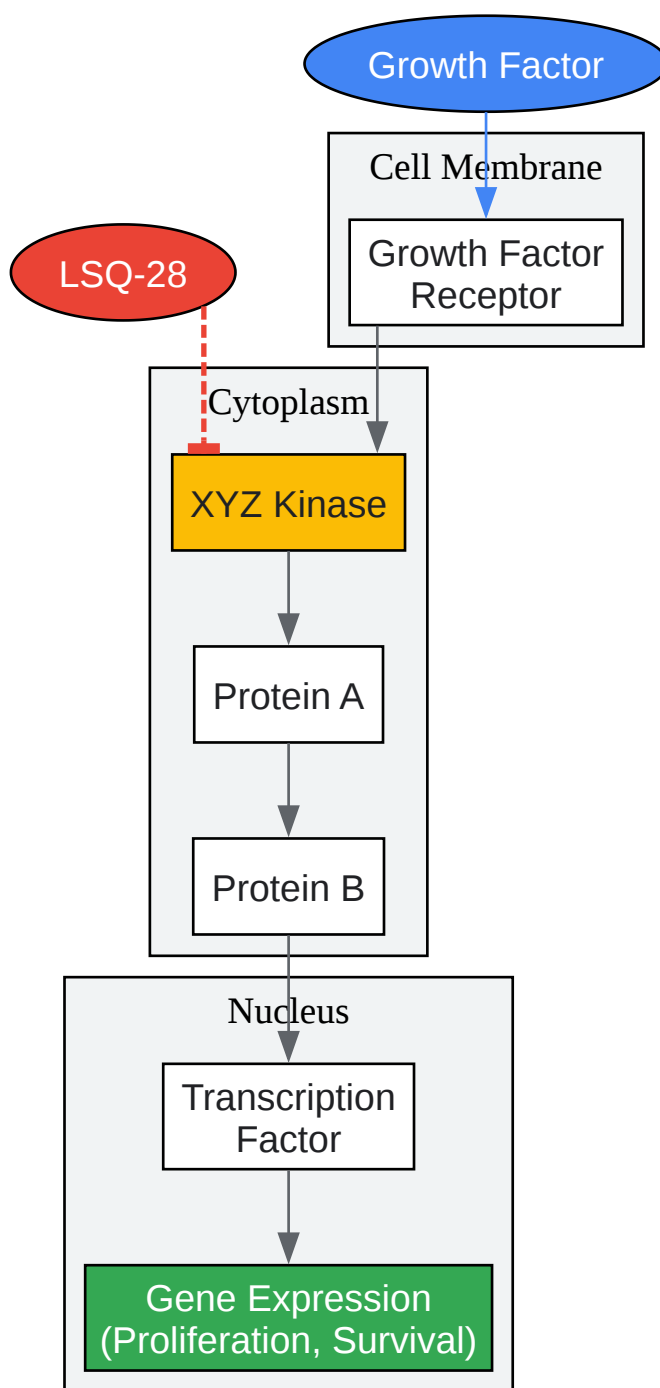 Growth Factor
Cell Membrane
Growth Factor
Receptor
LSQ-28
Cytoplasm
XYZ Kinase
Protein A
Protein B
Nucleus
Transcription
Factor
Gene Expression
(Proliferation, Survival)